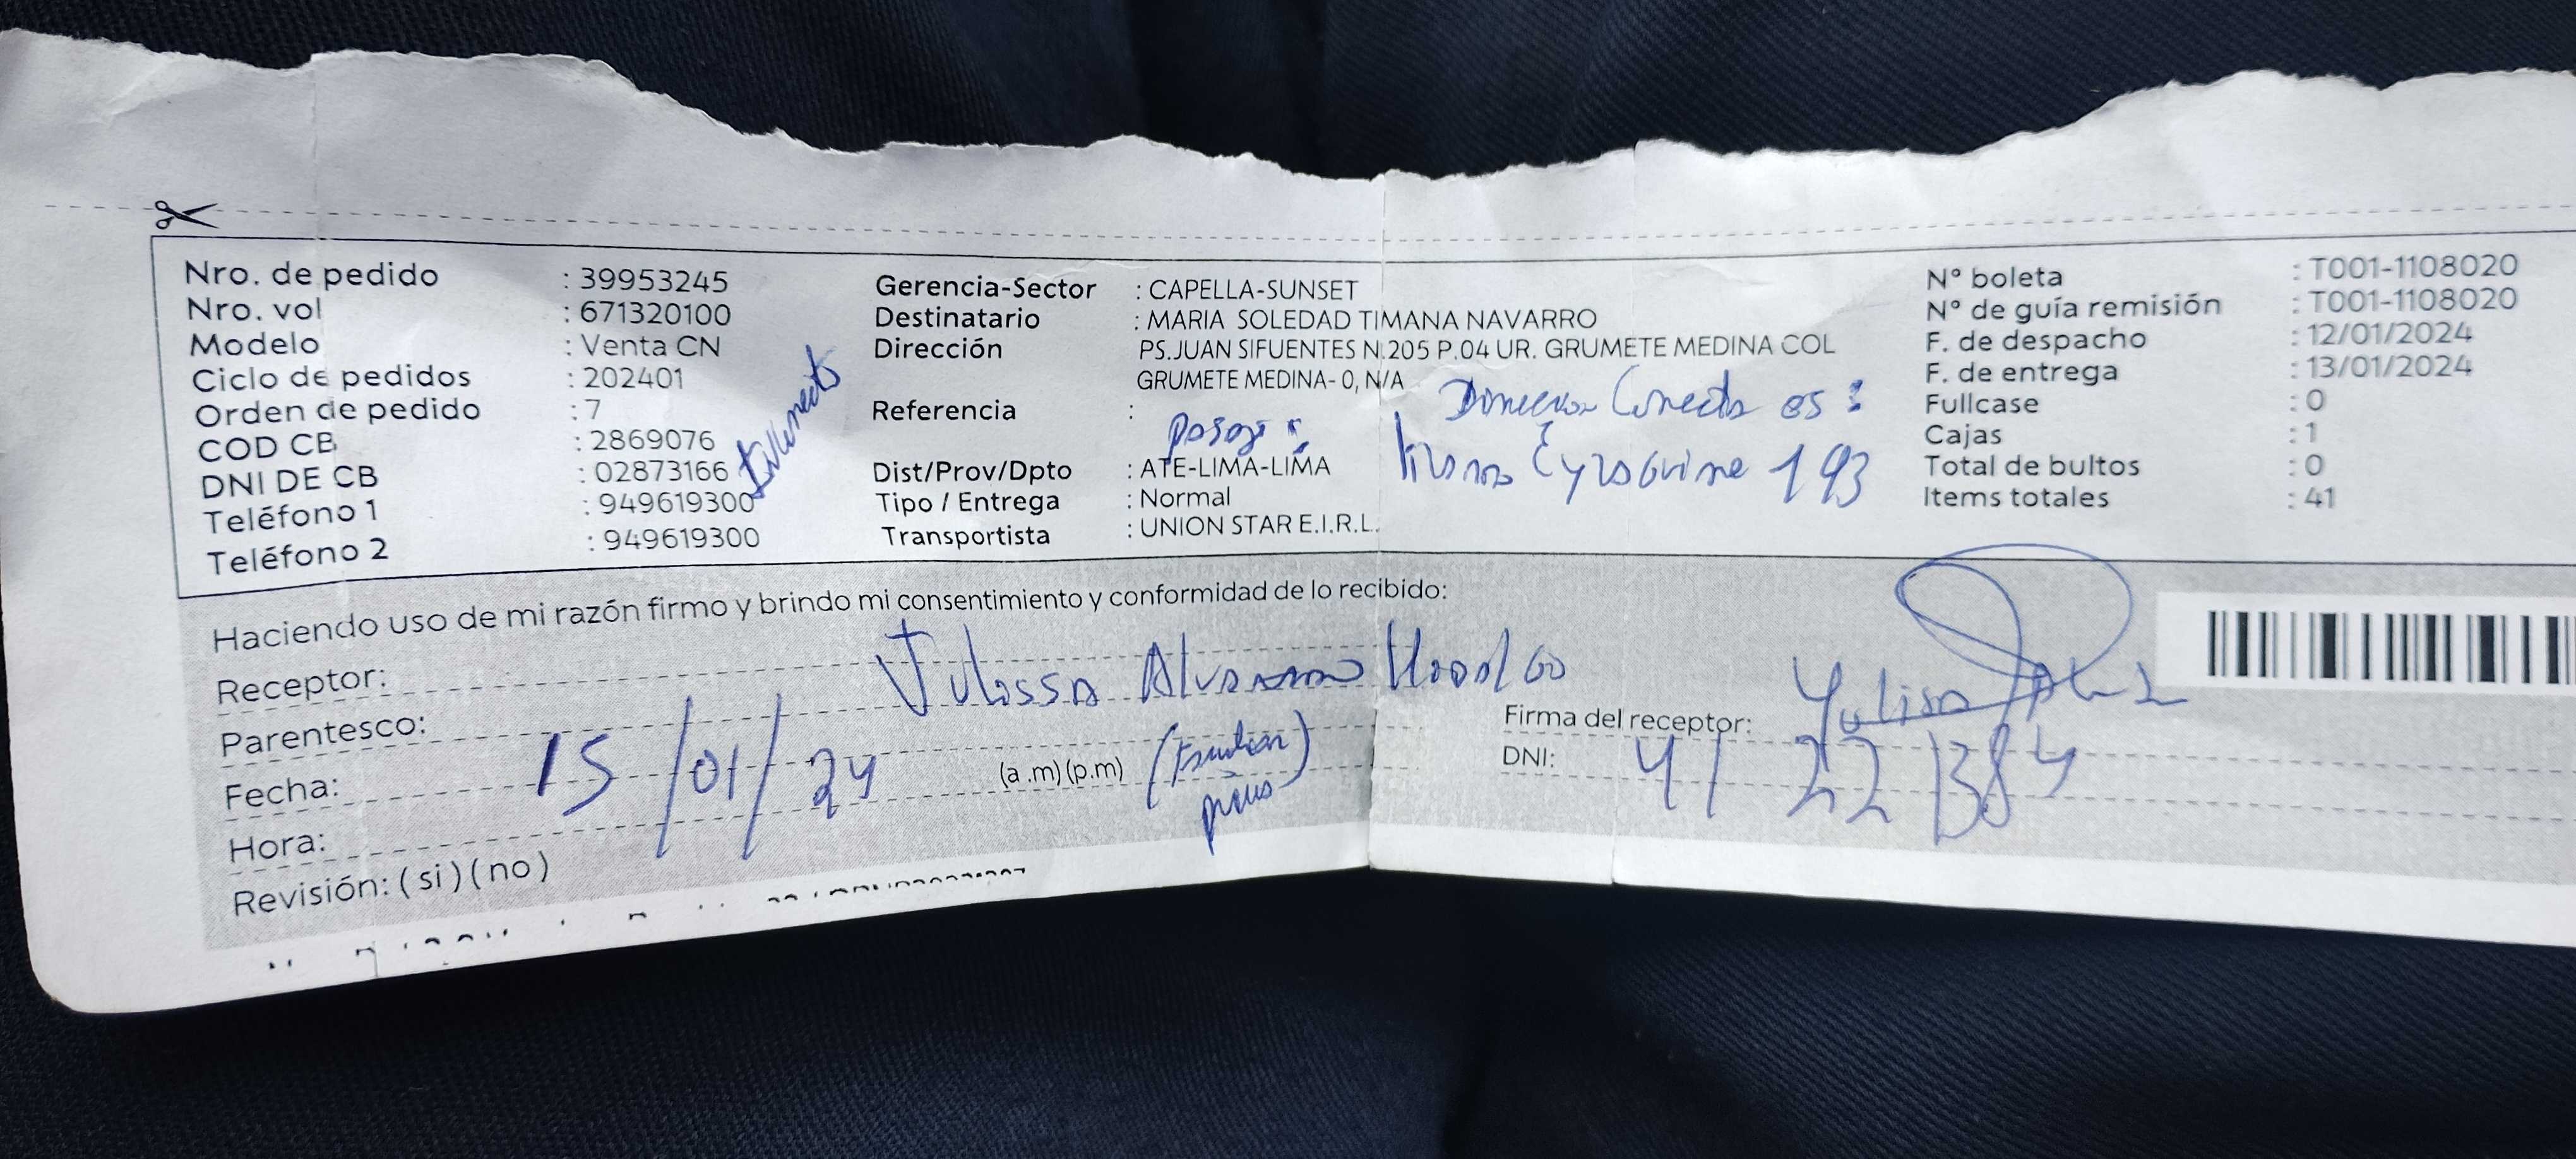 Nro. de pedido : 39953245
Nro. vol : 671320100
Modelo : Venta CN
Ciclo de pedidos : 202401
Orden de pedido : 7
COD CB : 2869076
DNI DE CB : 02873166
Teléfono 1 : 949619300
Teléfono 2 : 949619300
Gerencia-Sector : CAPELLA-SUNSET
Destinatario : MARIA SOLEDAD TIMANA NAVARRO
Dirección PS.JUAN SIFUENTES N.205 P.04 UR. GRUMETE MEDINA COL
GRUMETE MEDINA- 0, N/A
Referencia :
Direccion Correcta es :
pasaje :
193
Dist/Prov/Dpto : ATE-LIMA-LIMA
Tipo / Entrega : Normal
Transportista : UNION STAR E.I.R.L.
N° boleta : T001-1108020
N° de guía remisión : T001-1108020
F. de despacho : 12/01/2024
F. de entrega : 13/01/2024
Fullcase : 0
Cajas : 1
Total de bultos : 0
Items totales : 41
Haciendo uso de mi razón firmo y brindo mi consentimiento y conformidad de lo recibido:
Receptor: Julissa
Parentesco:
Fecha: 15/01/24
(a .m) (p.m)
Hora:
Revisión: ( si ) ( no )
Firma del receptor: Yulisa
DNI: 41221384